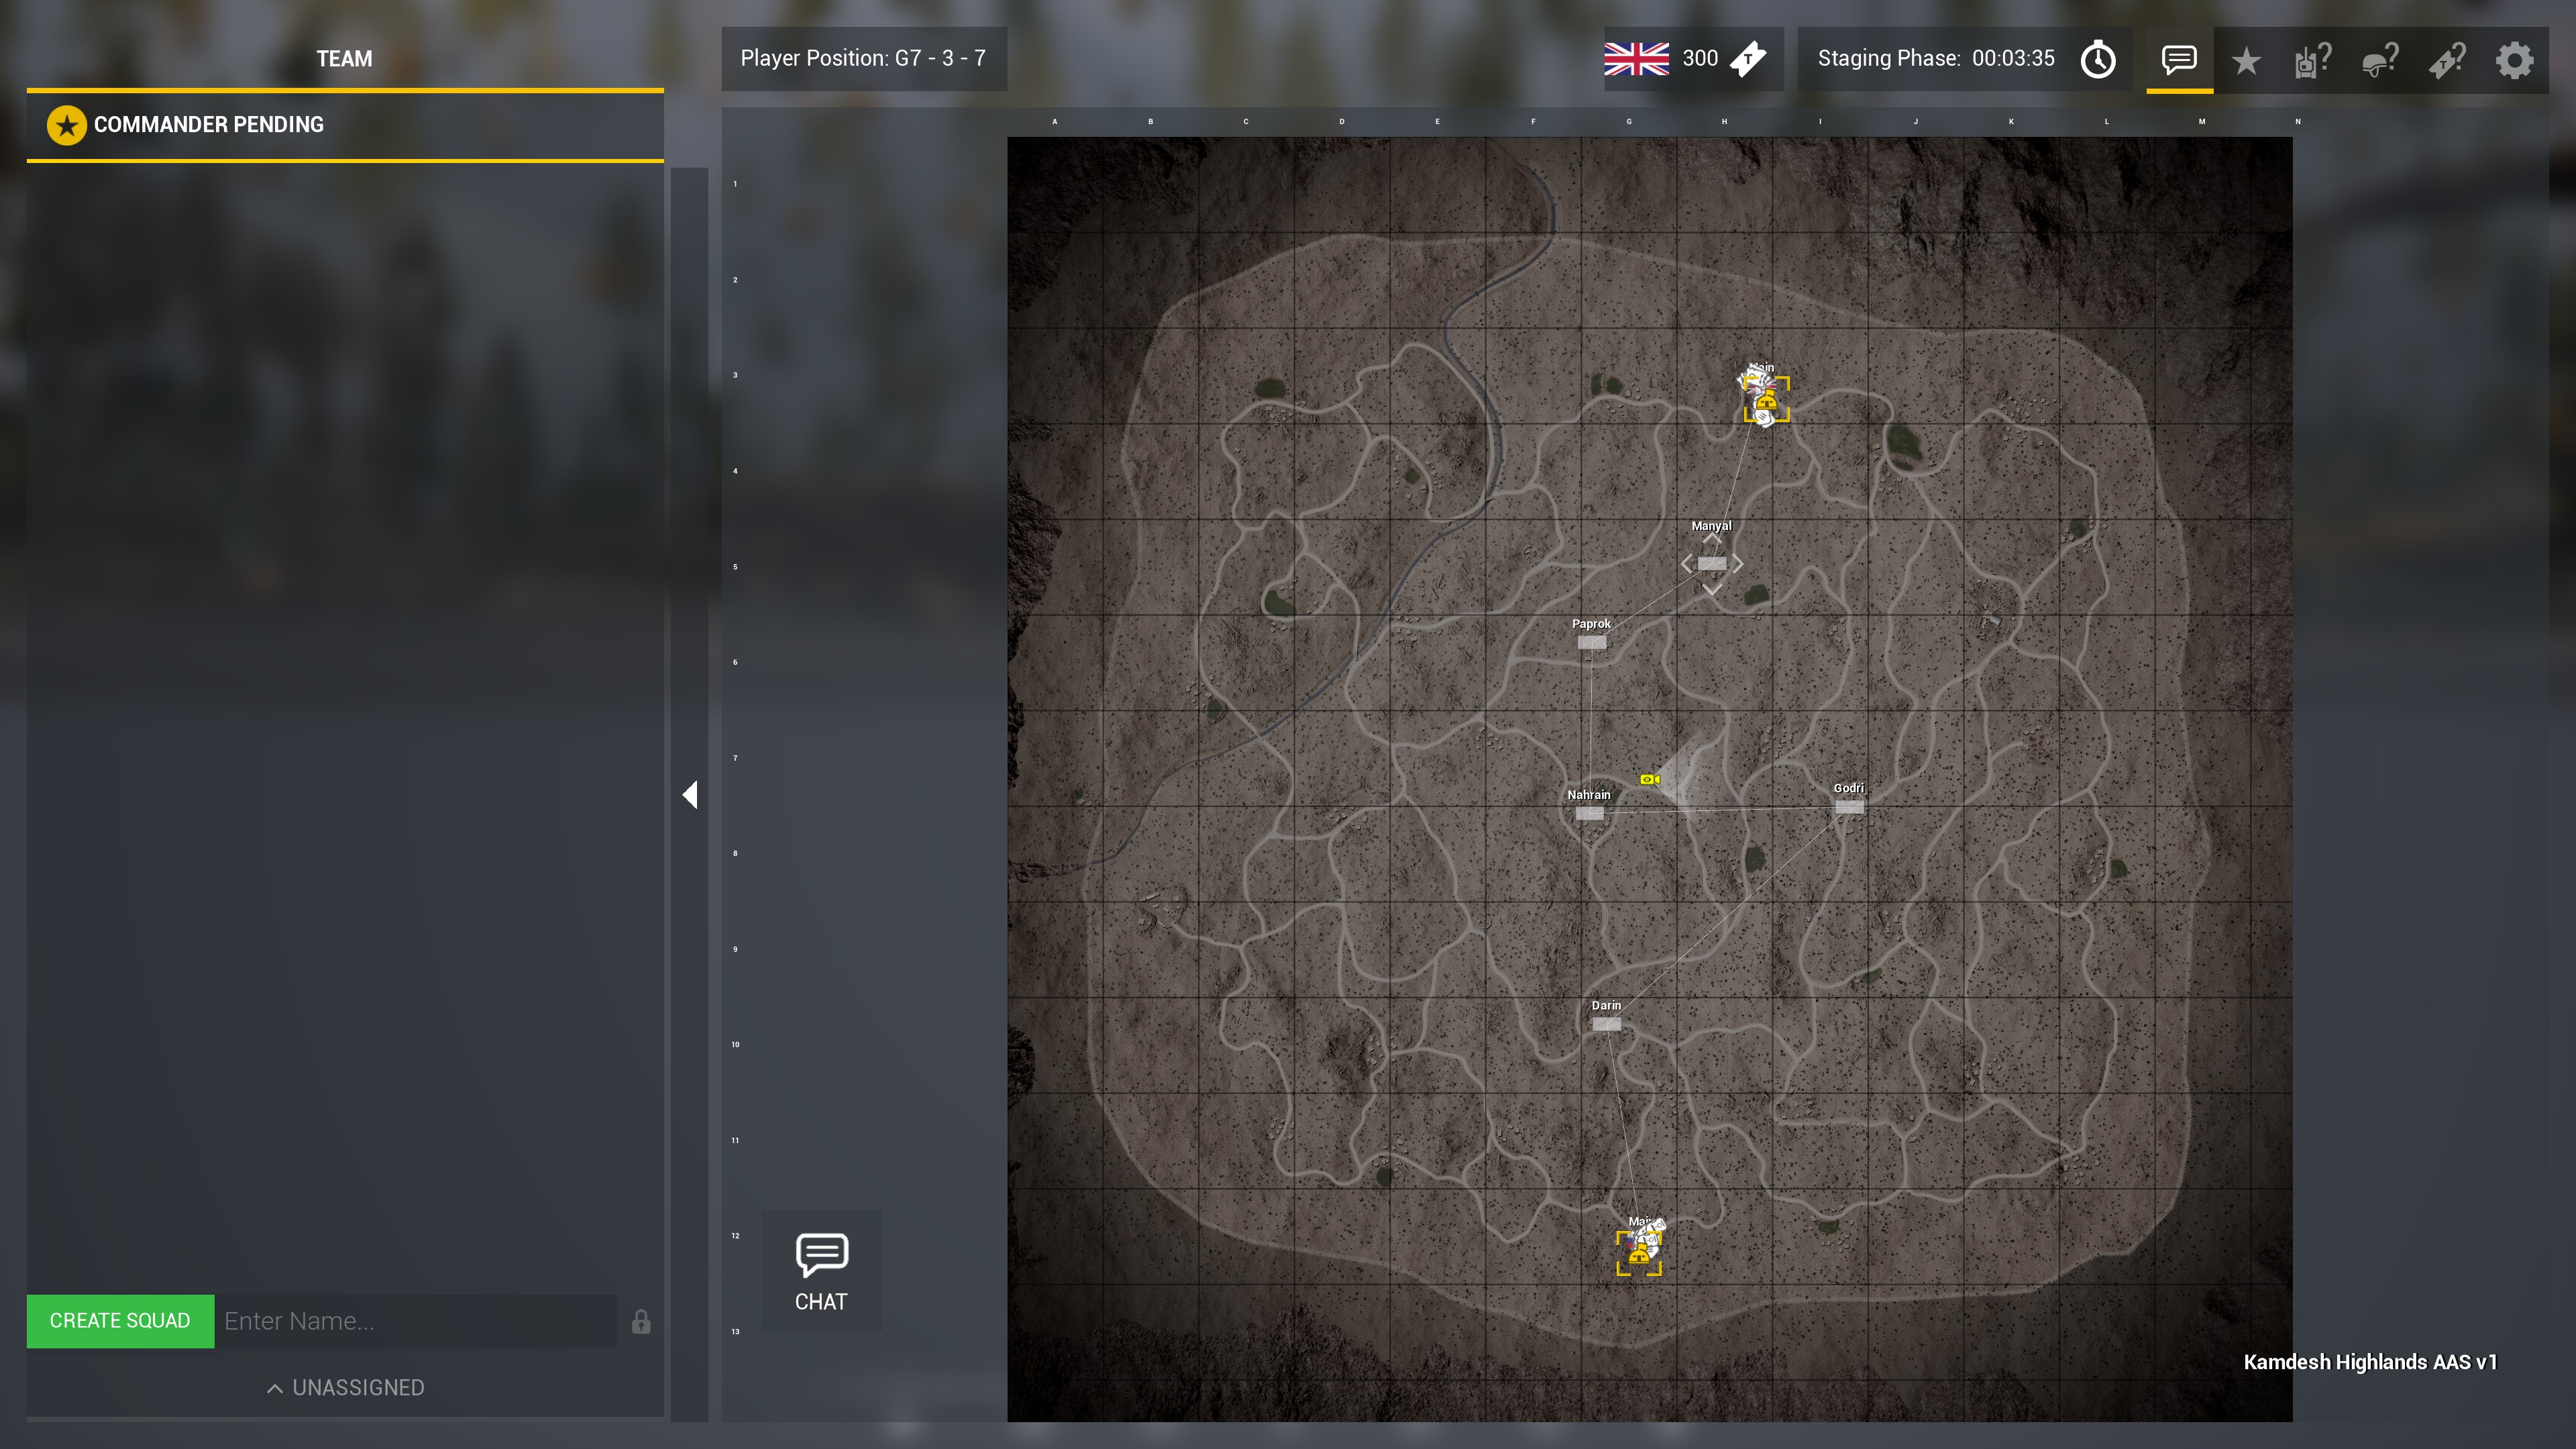 TEAM
Player Position: G7 - 3 - 7
300
Staging Phase: 00:03:35
COMMANDER PENDING
A B C D E F G H I J K L M N
1
2
3
4
Manyal
5
Paprok
6
7
Nahrain
Godri
8
9
Darin
10
11
Main
12
CHAT
CREATE SQUAD
Enter Name...
13
Kamdesh Highlands AAS v1
UNASSIGNED